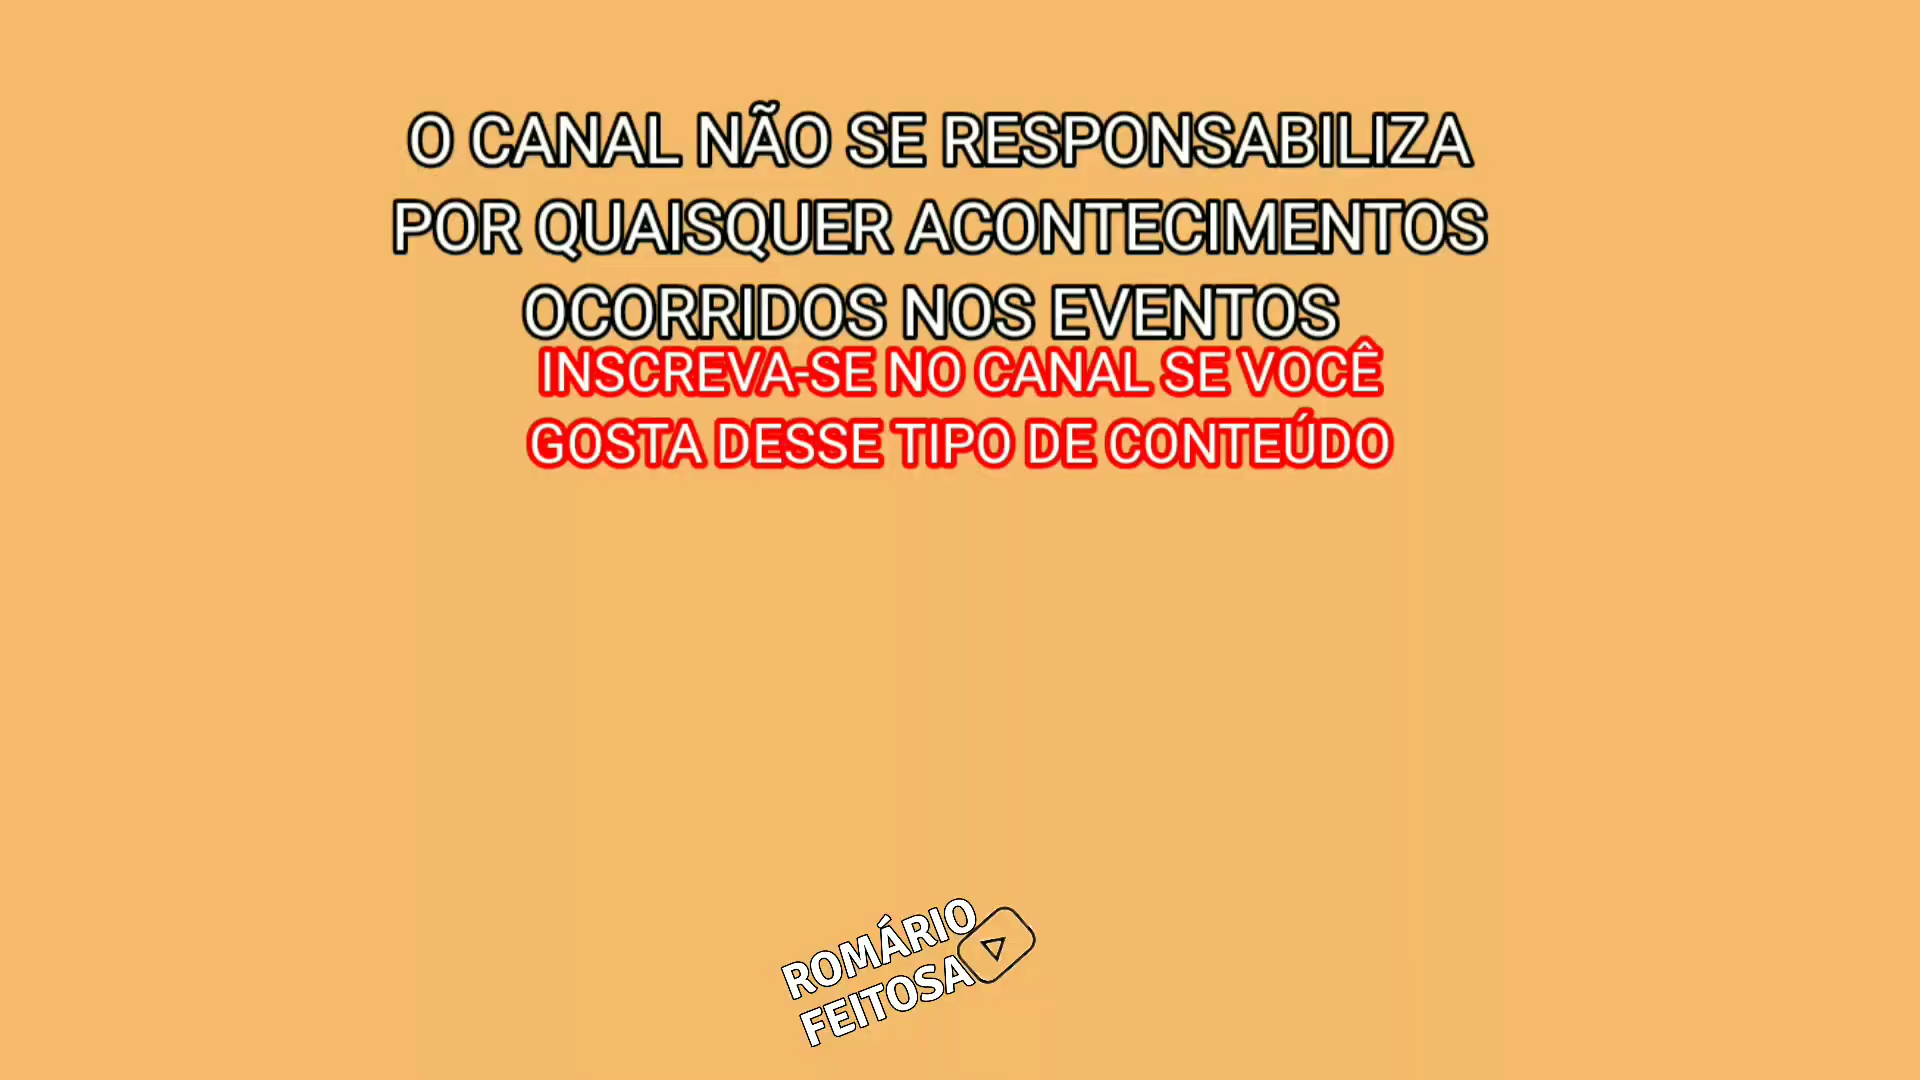 O CANAL NÃO SE RESPONSABILIZA
POR QUAISQUER ACONTECIMENTOS
OCORRIDOS NOS EVENTOS
INSCREVA-SE NO CANAL SE VOCÊ
GOSTA DESSE TIPO DE CONTEÚDO
ROMÁRIO
FEITOSA